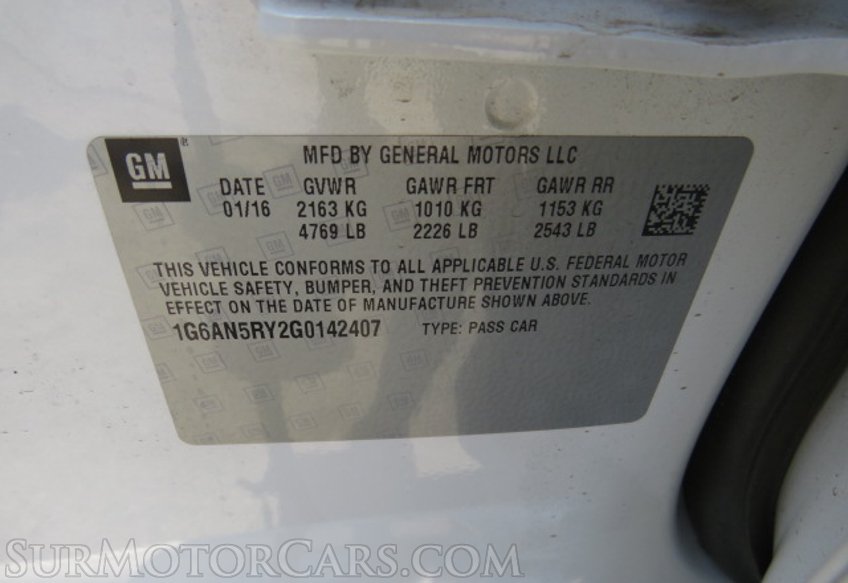 GM
MFD BY GENERAL MOTORS LLC
DATE GVWR GAWR FRT GAWR RR
01/16 2163 KG 1010 KG 1153 KG
4769 LB 2226 LB 2543 LB
THIS VEHICLE CONFORMS TO ALL APPLICABLE U.S. FEDERAL MOTOR
VEHICLE SAFETY, BUMPER, AND THEFT PREVENTION STANDARDS IN
EFFECT ON THE DATE OF MANUFACTURE SHOWN ABOVE.
1G6AN5RY2G0142407 TYPE: PASS CAR
SURMOTORCARS.COM